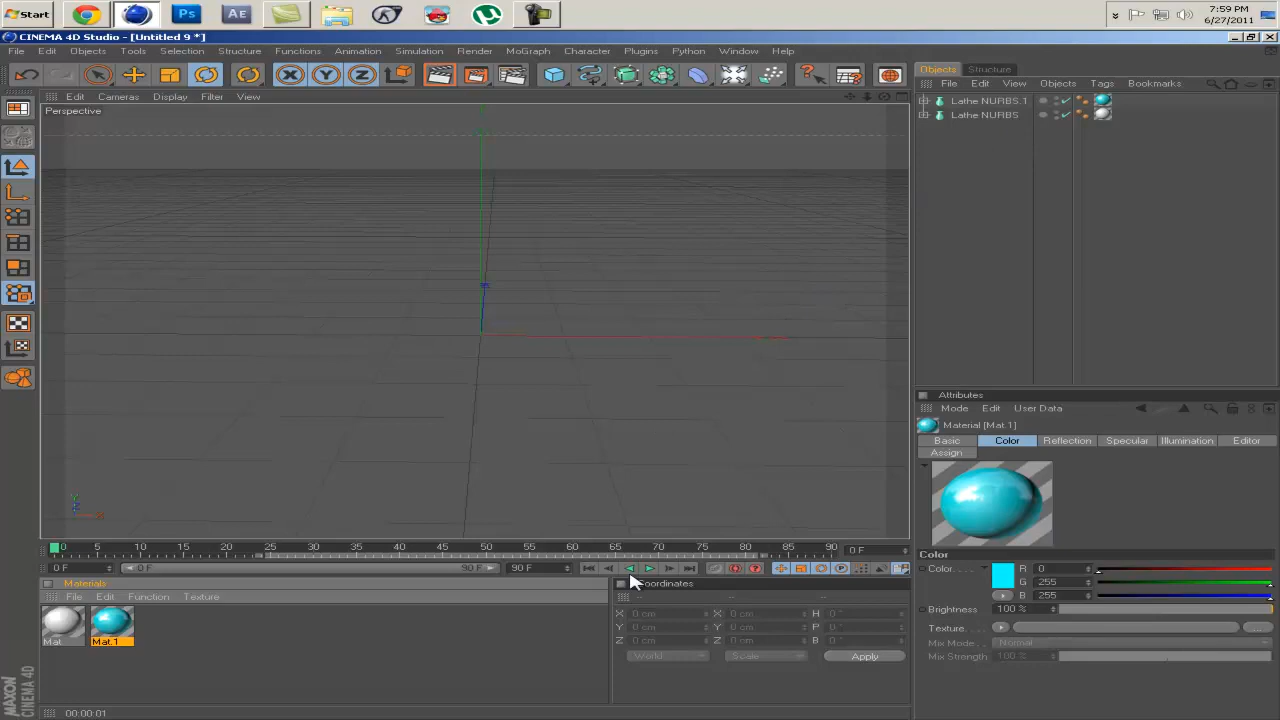 Start
Ps
AE
7:59 PM
6/27/2011
CINEMA 4D Studio - [Untitled 9 *]
File Edit Objects Tools Selection Structure Functions Animation Simulation Render MoGraph Character Plugins Python Window Help
X Y Z
Objects Structure
File Edit View Objects Tags Bookmarks
Edit Cameras Display Filter View
Perspective
Lathe NURBS.1
Lathe NURBS
Attributes
Mode Edit User Data
Material [Mat.1]
Basic Color Reflection Specular Illumination Editor
Assign
Color
Color R 0
G 255
B 255
Brightness 100 %
Texture
Mix Mode Normal
Mix Strength 100 %
0 5 10 15 20 25 30 35 40 45 50 55 60 65 70 75 80 85 90 0 F
0 F 0 F 90 F 90 F
Materials
File Edit Function Texture
Mat Mat.1
Coordinates
-- -- --
X 0 cm X 0 cm H 0 °
Y 0 cm Y 0 cm P 0 °
Z 0 cm Z 0 cm B 0 °
World Scale Apply
MAXON CINEMA 4D
00:00:01